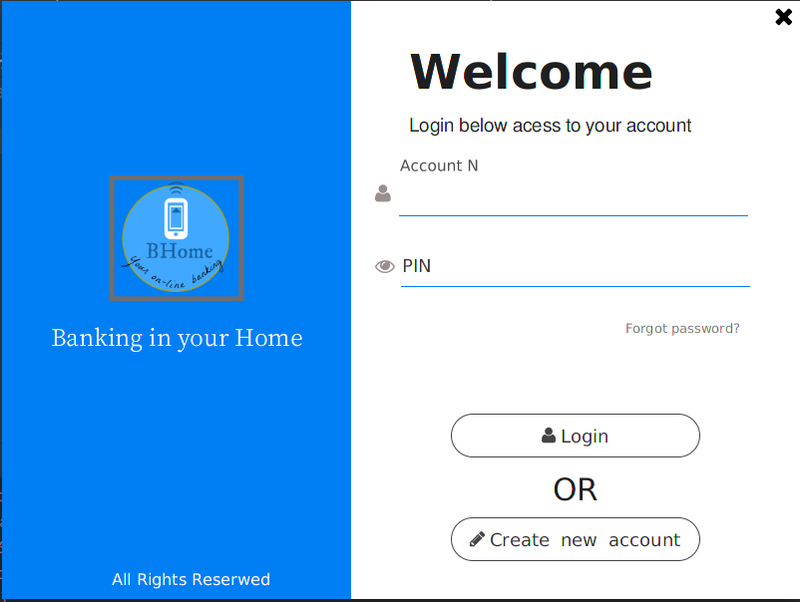 BHome
Your on-line banking
Banking in your Home
All Rights Reserwed
Welcome
Login below acess to your account
Account N
PIN
Forgot password?
Login
OR
Create new account